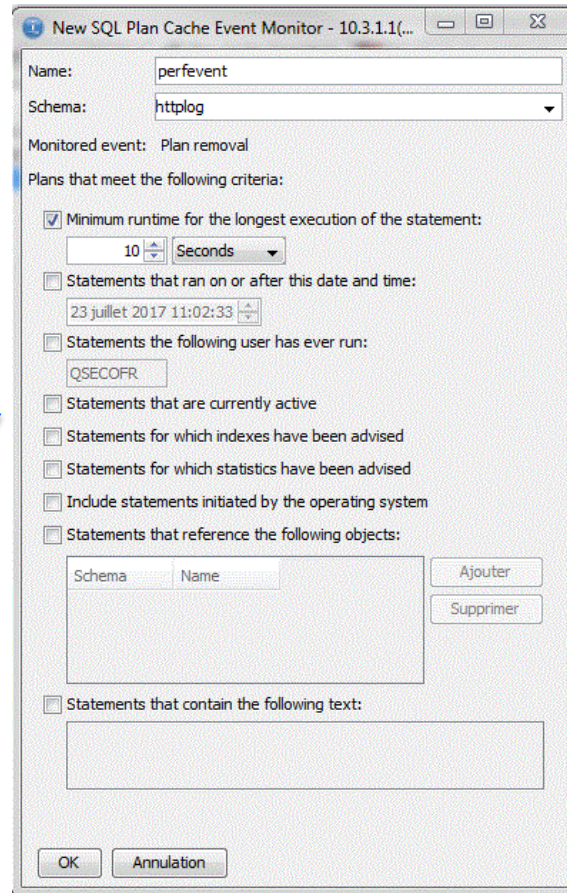 New SQL Plan Cache Event Monitor - 10.3.1.1(...
Name: perfevent
Schema: httplog
Monitored event: Plan removal
Plans that meet the following criteria:
Minimum runtime for the longest execution of the statement:
10 Seconds
Statements that ran on or after this date and time:
23 juillet 2017 11:02:33
Statements the following user has ever run:
QSECOFR
Statements that are currently active
Statements for which indexes have been advised
Statements for which statistics have been advised
Include statements initiated by the operating system
Statements that reference the following objects:
Schema Name Ajouter
Supprimer
Statements that contain the following text:
OK Annulation